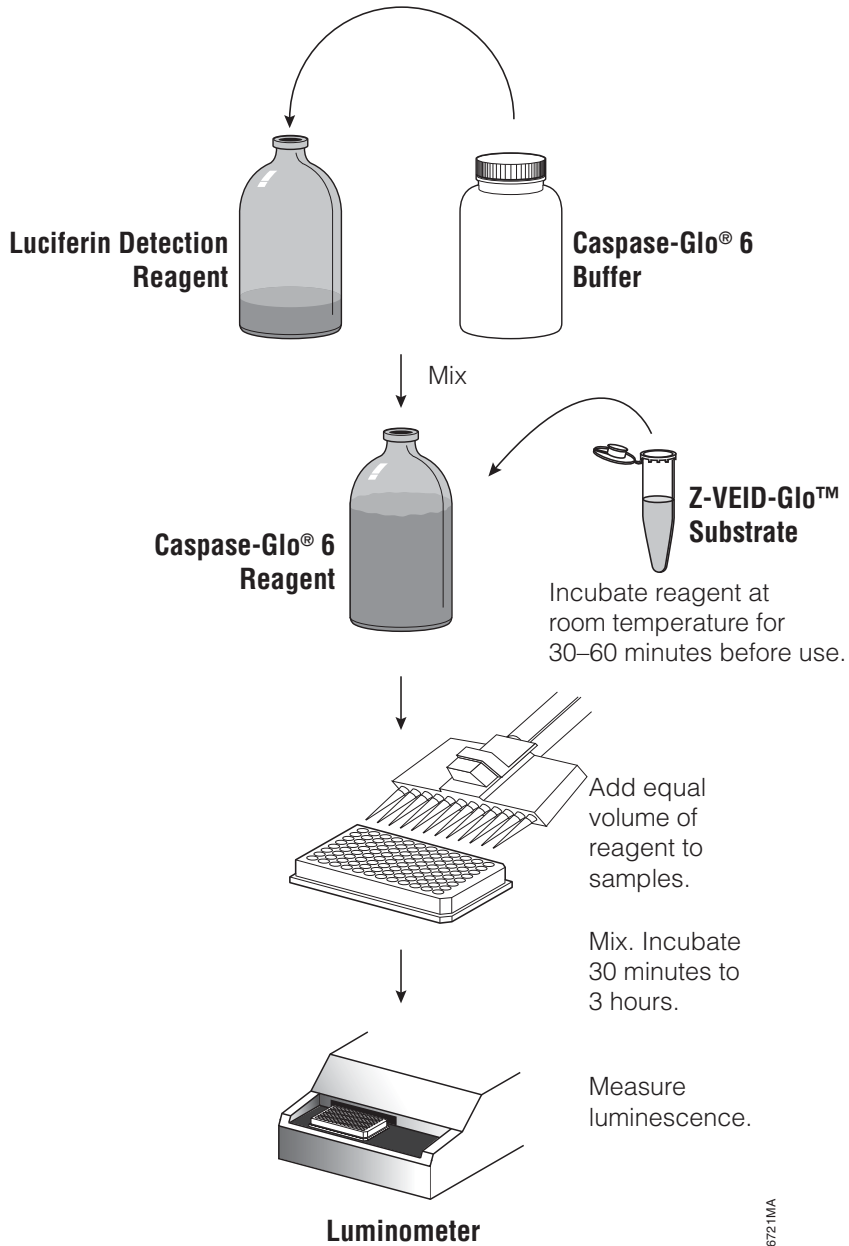 Luciferin Detection
Reagent
Caspase-Glo® 6
Buffer
Mix
Caspase-Glo® 6
Reagent
Z-VEID-Glo™
Substrate
Incubate reagent at
room temperature for
30–60 minutes before use.
Add equal
volume of
reagent to
samples.
Mix. Incubate
30 minutes to
3 hours.
Measure
luminescence.
Luminometer
6721MA